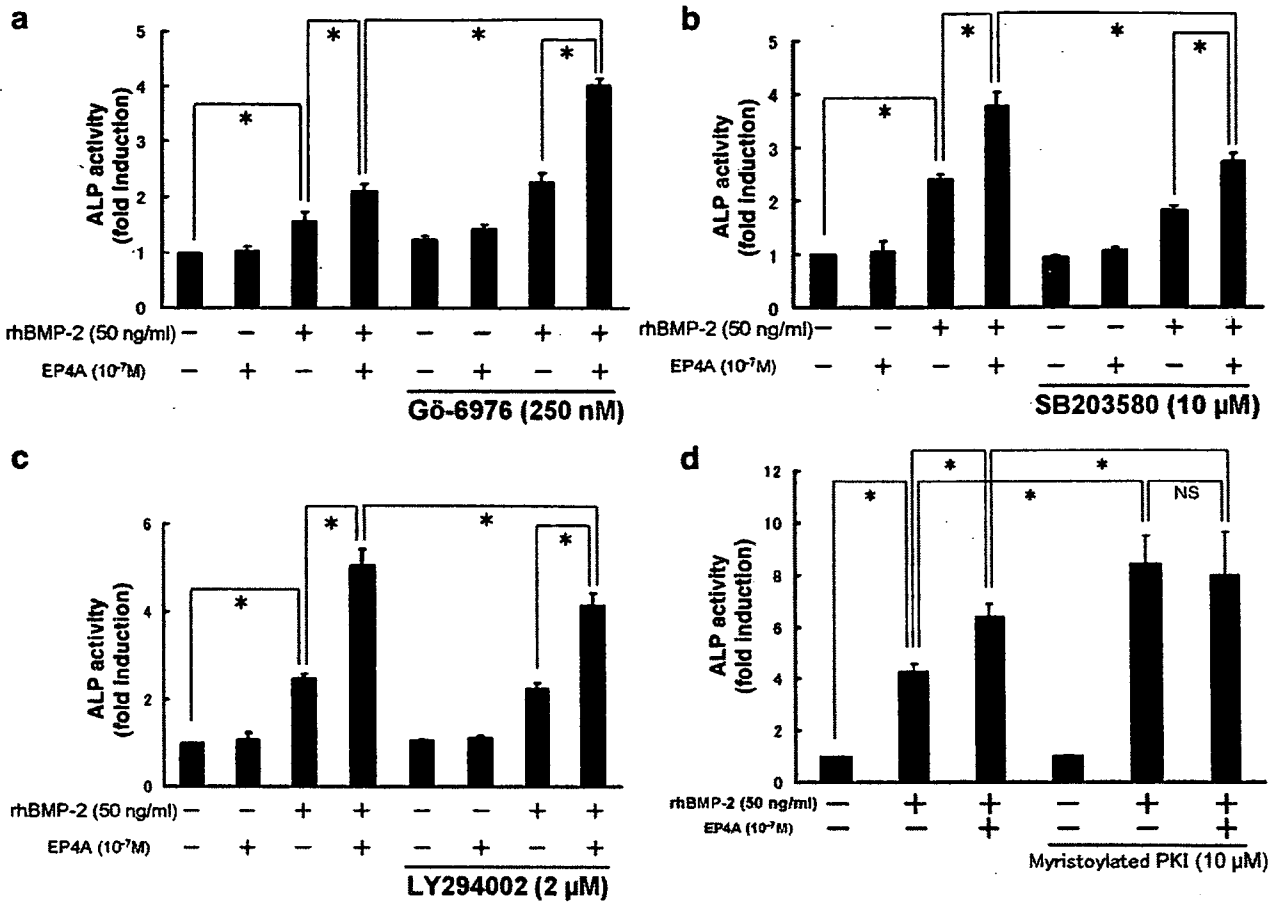 a
5
4
3
2
1
0
ALP activity
(fold induction)
* * * *
rhBMP-2 (50 ng/ml) − − + + − − + +
EP4A (10⁻⁷M) − + − + − + − +
Gö-6976 (250 nM)
b
5
4
3
2
1
0
ALP activity
(fold induction)
* * * *
rhBMP-2 (50 ng/ml) − − + + − − + +
EP4A (10⁻⁷M) − + − + − + − +
SB203580 (10 µM)
c
6
4
2
0
ALP activity
(fold induction)
* * * *
rhBMP-2 (50 ng/ml) − − + + − − + +
EP4A (10⁻⁷M) − + − + − + − +
LY294002 (2 µM)
d
12
10
8
6
4
2
0
ALP activity
(fold induction)
* *
* * NS
rhBMP-2 (50 ng/ml) − + + − + +
EP4A (10⁻⁷M) − − + − − +
Myristoylated PKI (10 µM)